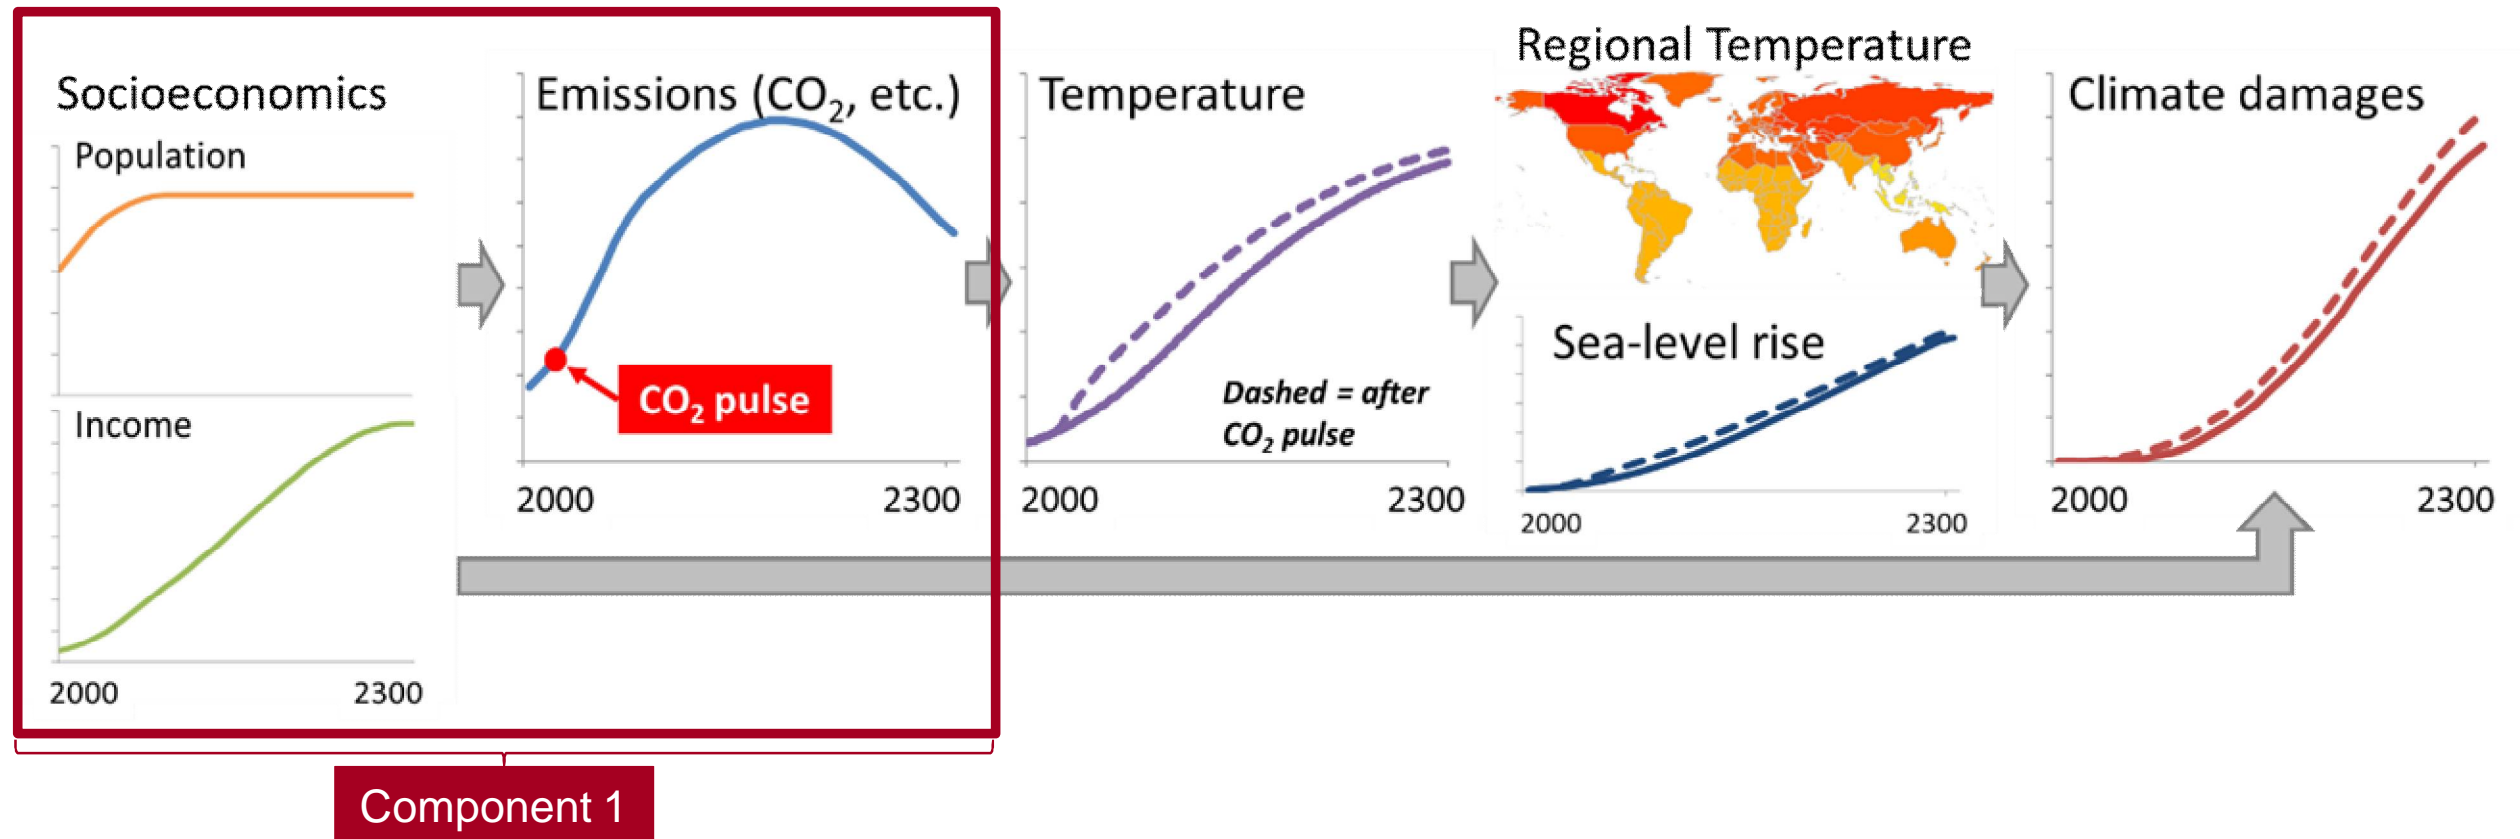 Socioeconomics
Population
Income
2000 2300
Emissions (CO₂, etc.)
CO₂ pulse
2000 2300
Temperature
Dashed = after
CO₂ pulse
2000 2300
Regional Temperature
Sea-level rise
2000 2300
Climate damages
2000 2300
Component 1